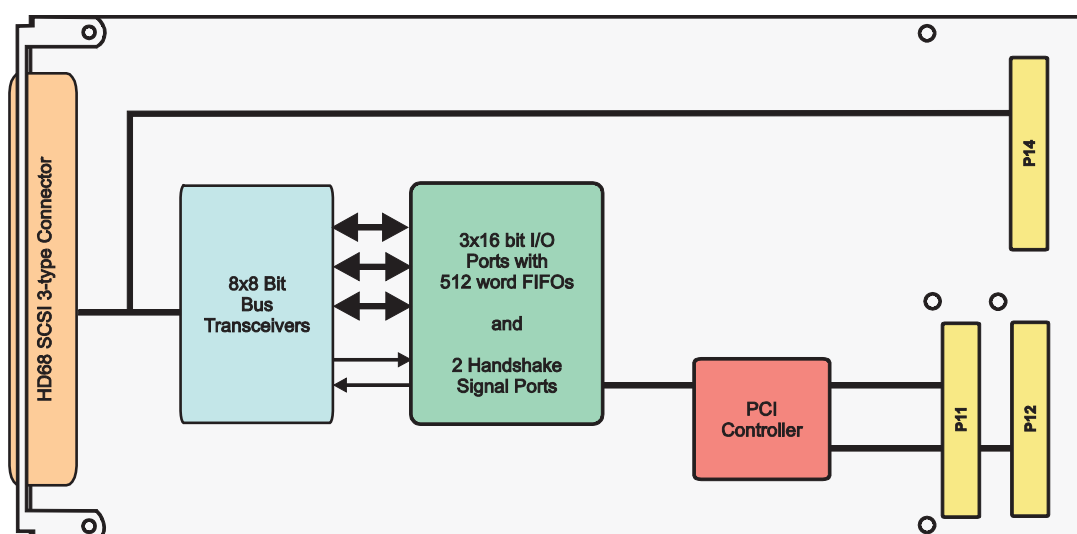 HD68 SCSI 3-type Connector
8x8 Bit
Bus
Transceivers
3x16 bit I/O
Ports with
512 word FIFOs
and
2 Handshake
Signal Ports
PCI
Controller
P14
P11
P12